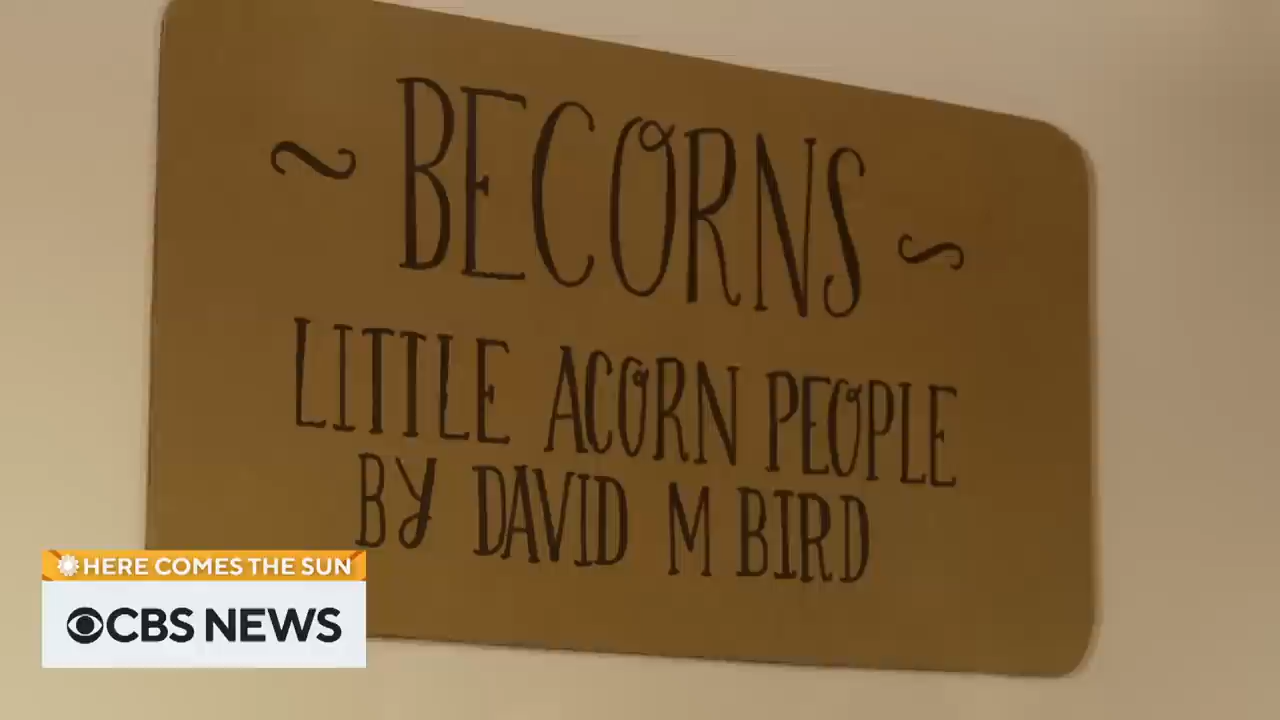 ~ BECORNS ~
LITTLE ACORN PEOPLE
BY DAVID M BIRD
HERE COMES THE SUN
CBS NEWS